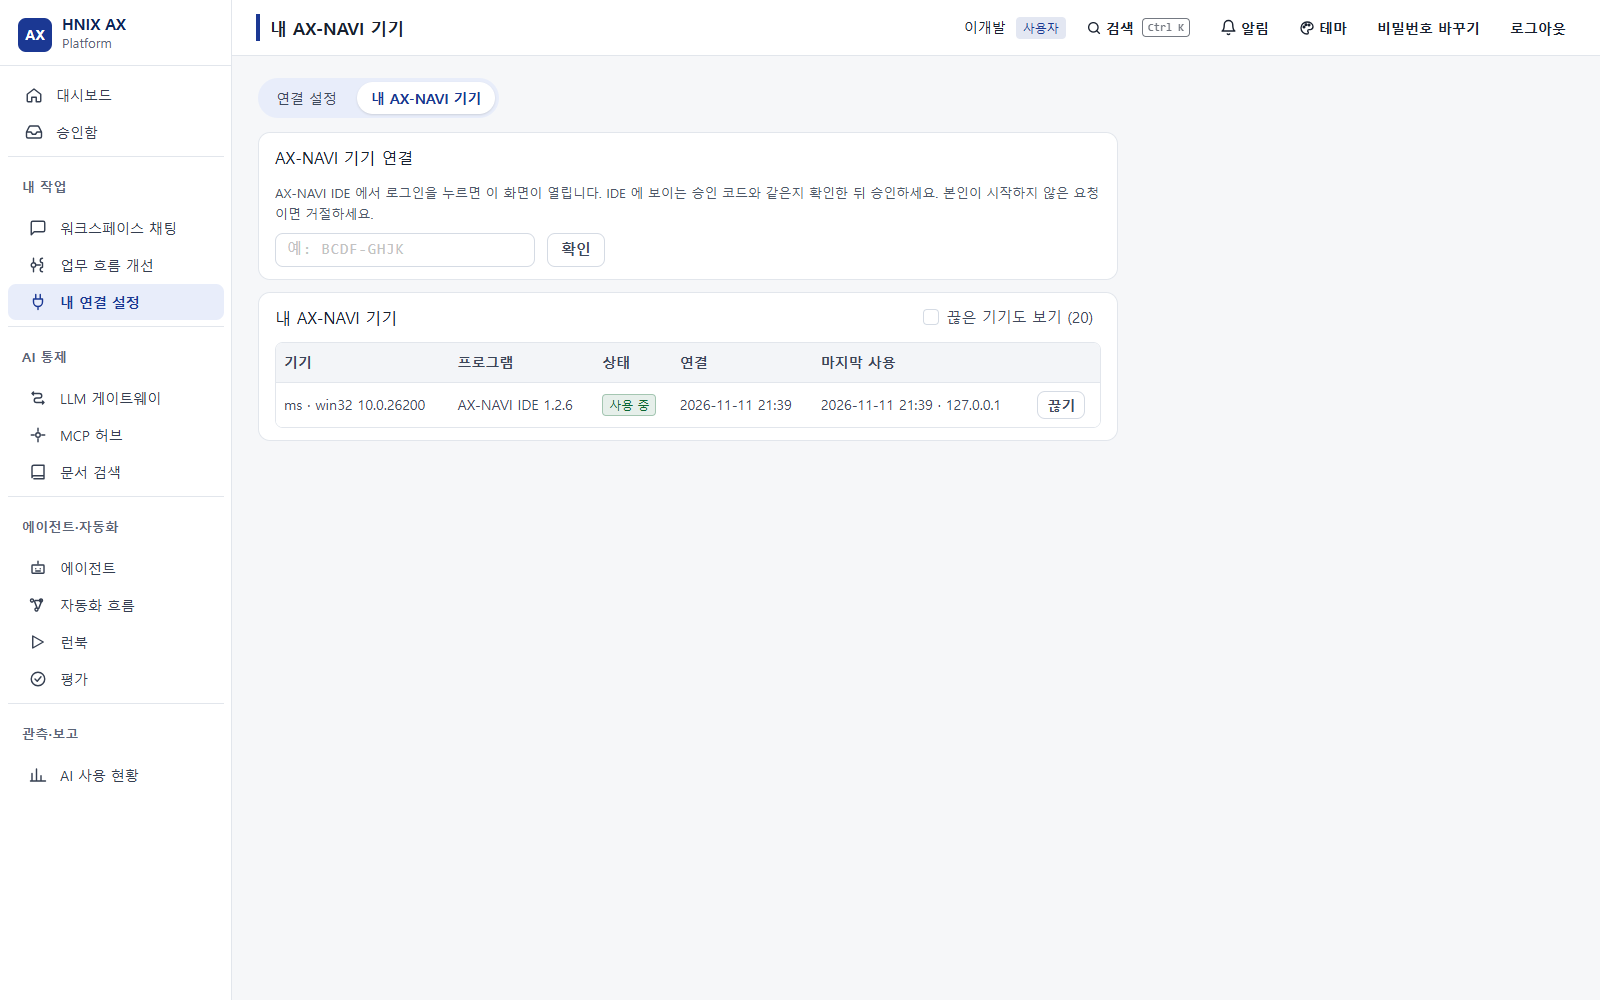 AX
HNIX AX
Platform
대시보드
승인함
내 작업
워크스페이스 채팅
업무 흐름 개선
내 연결 설정
AI 통제
LLM 게이트웨이
MCP 허브
문서 검색
에이전트·자동화
에이전트
자동화 흐름
런북
평가
관측·보고
AI 사용 현황
내 AX-NAVI 기기
이개발 사용자 검색 Ctrl K 알림 테마 비밀번호 바꾸기 로그아웃
연결 설정 내 AX-NAVI 기기
AX-NAVI 기기 연결
AX-NAVI IDE 에서 로그인을 누르면 이 화면이 열립니다. IDE 에 보이는 승인 코드와 같은지 확인한 뒤 승인하세요. 본인이 시작하지 않은 요청
이면 거절하세요.
예: BCDF-GHJK 확인
내 AX-NAVI 기기 끊은 기기도 보기 (20)
기기 프로그램 상태 연결 마지막 사용
ms · win32 10.0.26200 AX-NAVI IDE 1.2.6 사용 중 2026-11-11 21:39 2026-11-11 21:39 · 127.0.0.1 끊기